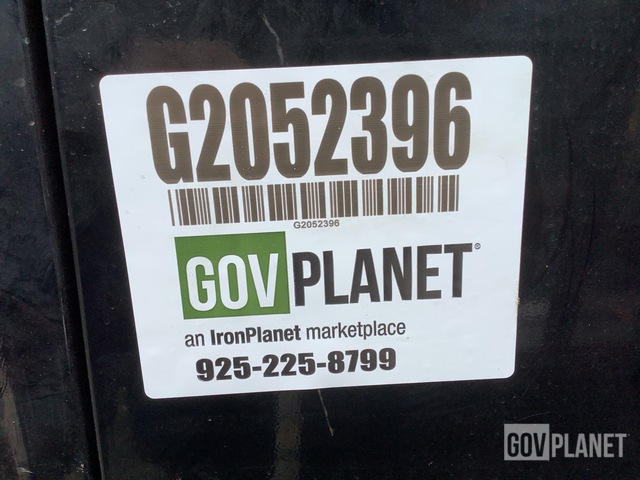 G2052396
G2052396
GOVPLANET®
an IronPlanet marketplace
925-225-8799
GOVPLANET